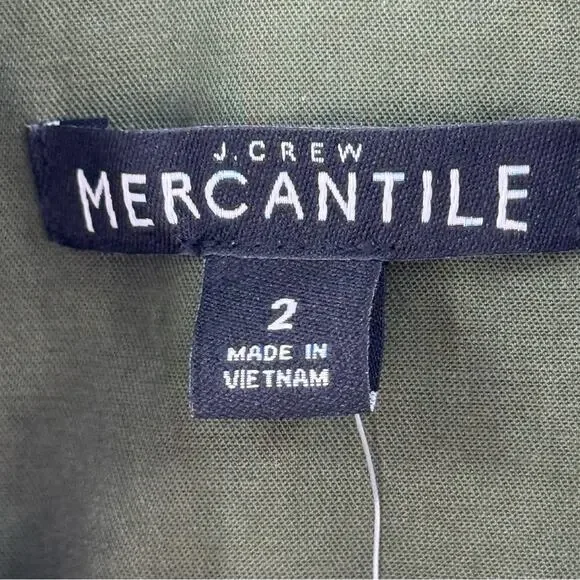 J.CREW
MERCANTILE
2
MADE IN
VIETNAM